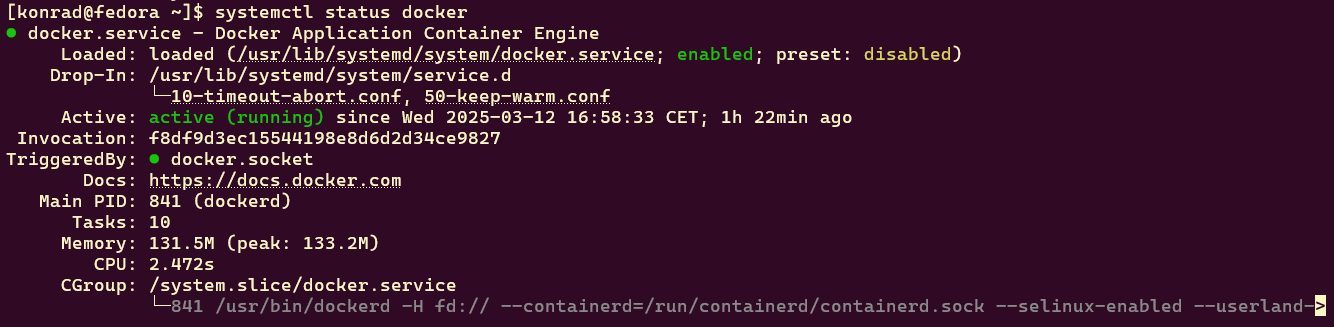 [konrad@fedora ~]$ systemctl status docker
● docker.service - Docker Application Container Engine
     Loaded: loaded (/usr/lib/systemd/system/docker.service; enabled; preset: disabled)
    Drop-In: /usr/lib/systemd/system/service.d
             └─10-timeout-abort.conf, 50-keep-warm.conf
     Active: active (running) since Wed 2025-03-12 16:58:33 CET; 1h 22min ago
 Invocation: f8df9d3ec15544198e8d6d2d34ce9827
TriggeredBy: ● docker.socket
       Docs: https://docs.docker.com
   Main PID: 841 (dockerd)
      Tasks: 10
     Memory: 131.5M (peak: 133.2M)
        CPU: 2.472s
     CGroup: /system.slice/docker.service
             └─841 /usr/bin/dockerd -H fd:// --containerd=/run/containerd/containerd.sock --selinux-enabled --userland->